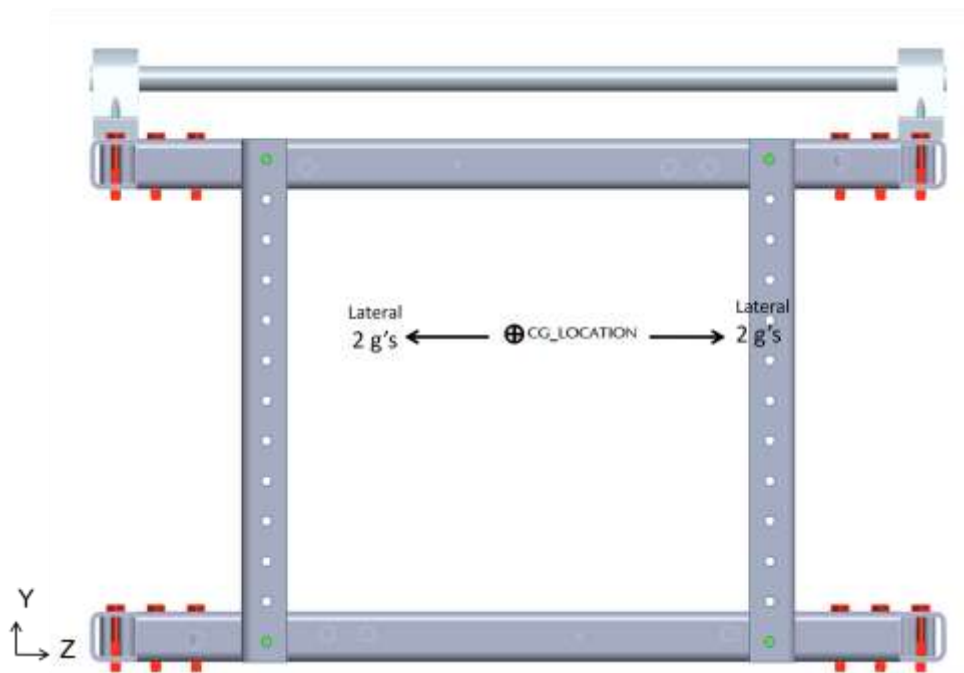 Lateral
2 g's
CG_LOCATION
Lateral
2 g's
Y
Z